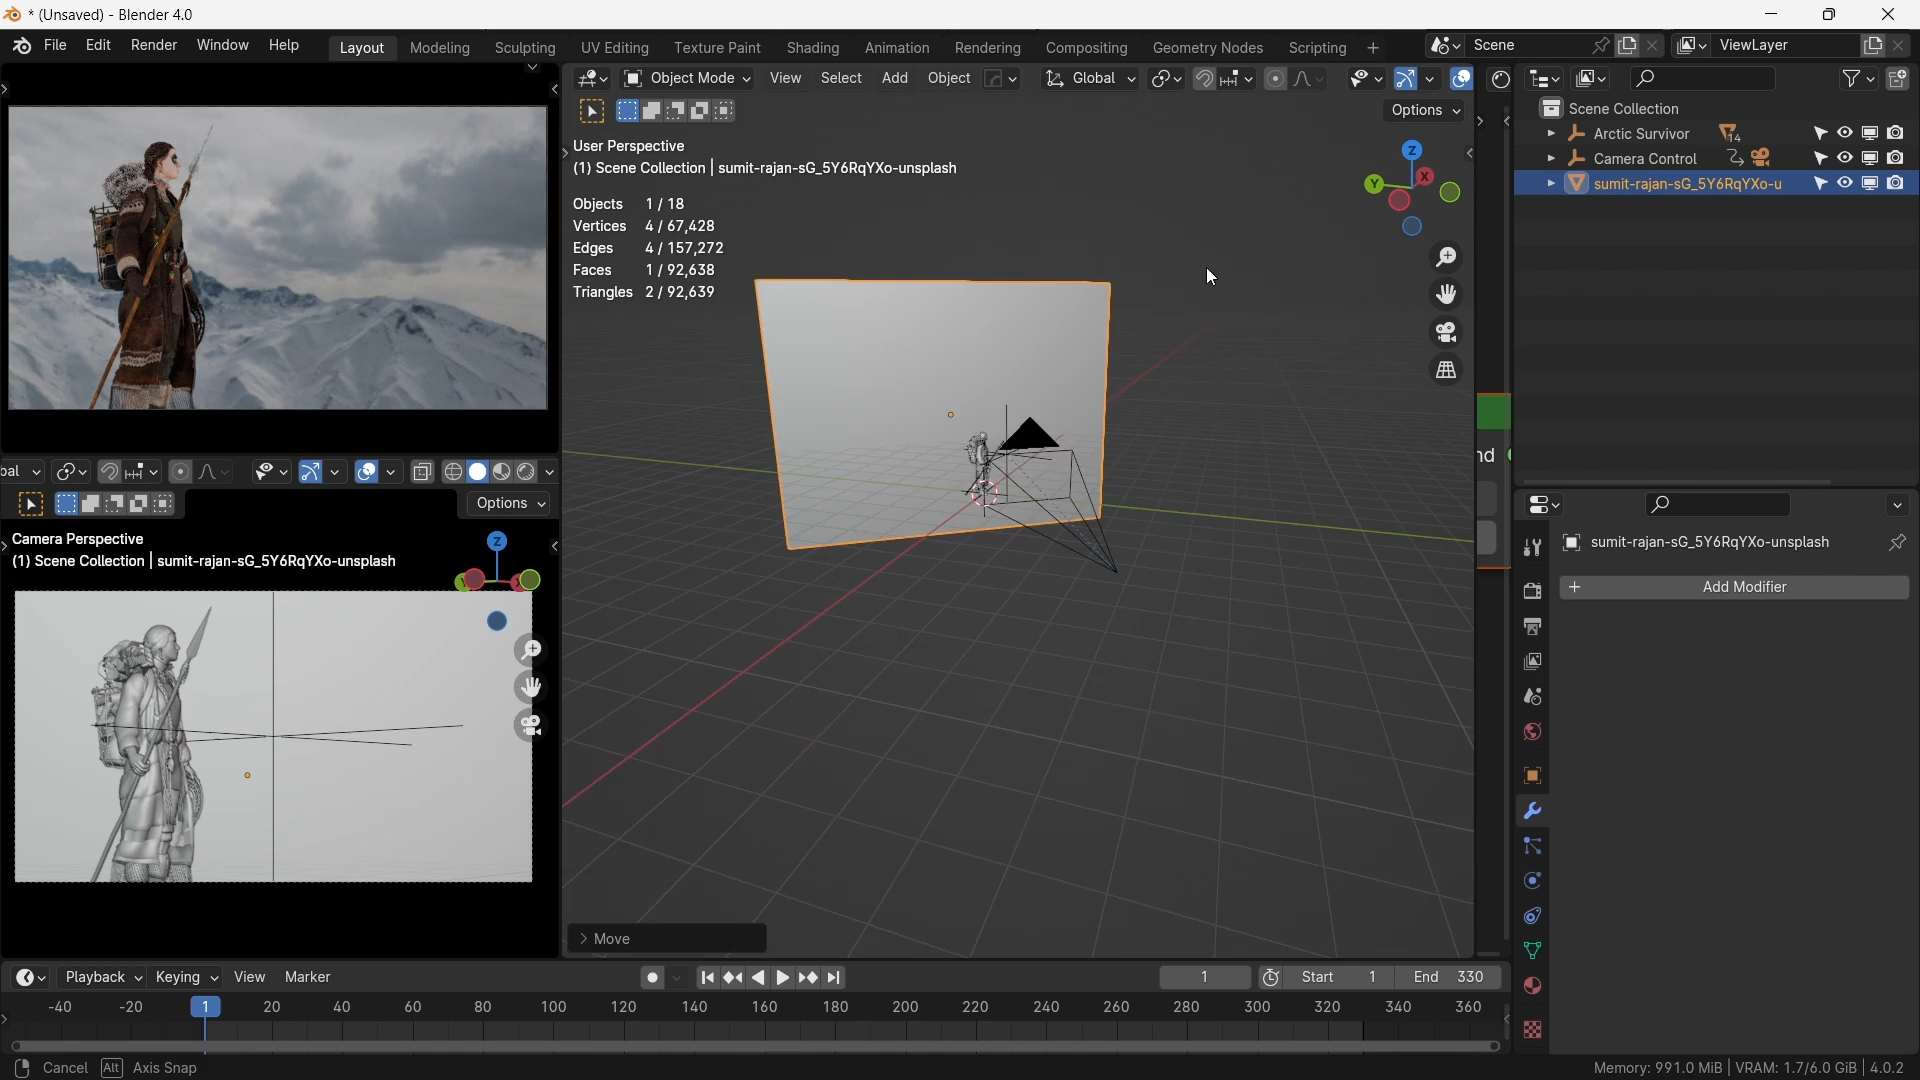 * (Unsaved) - Blender 4.0
File Edit Render Window Help
Layout Modeling Sculpting UV Editing Texture Paint Shading Animation Rendering Compositing Geometry Nodes Scripting +
Scene
ViewLayer
Object Mode View Select Add Object Global
Options
User Perspective
(1) Scene Collection | sumit-rajan-sG_5Y6RqYXo-unsplash
Objects 1 / 18
Vertices 4 / 67,428
Edges 4 / 157,272
Faces 1 / 92,638
Triangles 2 / 92,639
Z
X
Y
> Move
Scene Collection
Arctic Survivor 14
Camera Control
sumit-rajan-sG_5Y6RqYXo-u
bal
Options
Camera Perspective
(1) Scene Collection | sumit-rajan-sG_5Y6RqYXo-unsplash
Z
nd
sumit-rajan-sG_5Y6RqYXo-unsplash
+ Add Modifier
Playback Keying View Marker
1
Start 1 End 330
-40 -20 1 20 40 60 80 100 120 140 160 180 200 220 240 260 280 300 320 340 360
Cancel Alt Axis Snap
Memory: 991.0 MiB | VRAM: 1.7/6.0 GiB | 4.0.2